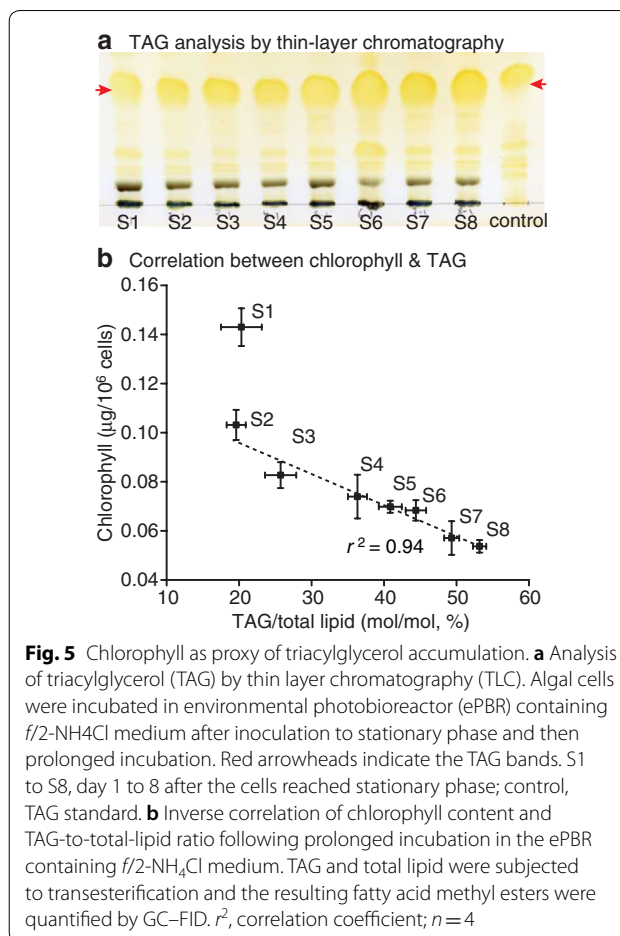 a TAG analysis by thin-layer chromatography
S1 S2 S3 S4 S5 S6 S7 S8 control
b Correlation between chlorophyll & TAG
Chlorophyll (µg/10⁶ cells)
0.16
0.14
0.12
0.10
0.08
0.06
0.04
S1
S2
S3
S4
S5
S6
S7
S8
r² = 0.94
10 20 30 40 50 60
TAG/total lipid (mol/mol, %)
Fig. 5 Chlorophyll as proxy of triacylglycerol accumulation. a Analysis
of triacylglycerol (TAG) by thin layer chromatography (TLC). Algal cells
were incubated in environmental photobioreactor (ePBR) containing
f/2-NH4Cl medium after inoculation to stationary phase and then
prolonged incubation. Red arrowheads indicate the TAG bands. S1
to S8, day 1 to 8 after the cells reached stationary phase; control,
TAG standard. b Inverse correlation of chlorophyll content and
TAG-to-total-lipid ratio following prolonged incubation in the ePBR
containing f/2-NH₄Cl medium. TAG and total lipid were subjected
to transesterification and the resulting fatty acid methyl esters were
quantified by GC–FID. r², correlation coefficient; n = 4